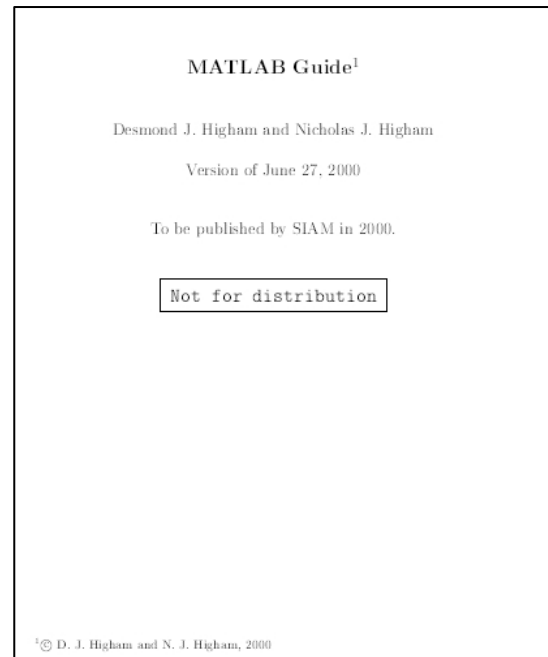 MATLAB Guide¹
Desmond J. Higham and Nicholas J. Higham
Version of June 27, 2000
To be published by SIAM in 2000.
Not for distribution
¹© D. J. Higham and N. J. Higham, 2000